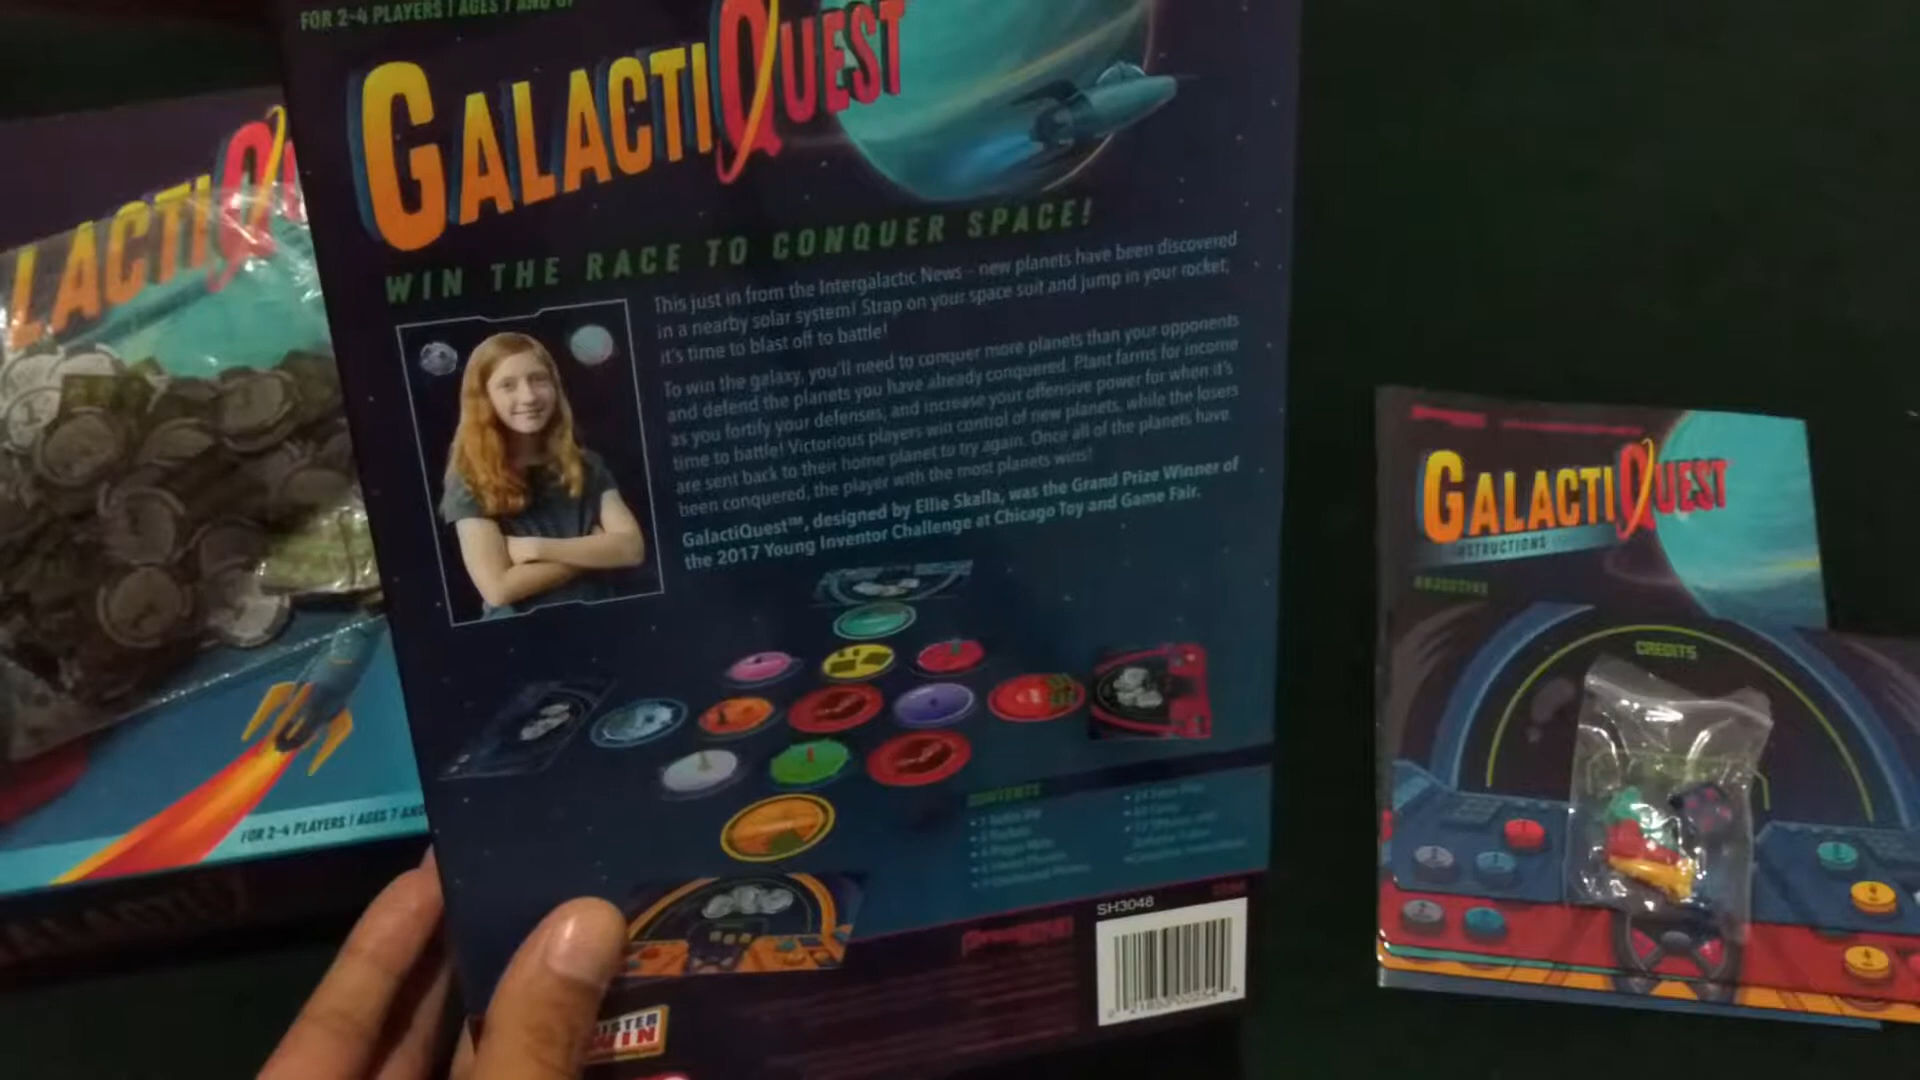 FOR 2-4 PLAYERS | AGES 7 AND UP
GALACTIQUEST
WIN THE RACE TO CONQUER SPACE!
This just in from the Intergalactic News - new planets have been discovered
in a nearby solar system! Strap on your space suit and jump in your rocket;
it's time to blast off to battle!
To win the galaxy, you'll need to conquer more planets than your opponents
and defend the planets you have already conquered. Plant farms for income
as you fortify your defenses, and increase your offensive power for when it's
time to battle! Victorious players win control of new planets, while the losers
are sent back to their home planet to try again. Once all of the planets have
been conquered, the player with the most planets wins!
GalactiQuest™, designed by Ellie Skalla, was the Grand Prize Winner of
the 2017 Young Inventor Challenge at Chicago Toy and Game Fair.
CONTENTS
SH3048
WIN
LACTIQ
FOR 2-4 PLAYERS | AGES 7 AND
GALACTIQUEST
INSTRUCTIONS
CREDITS